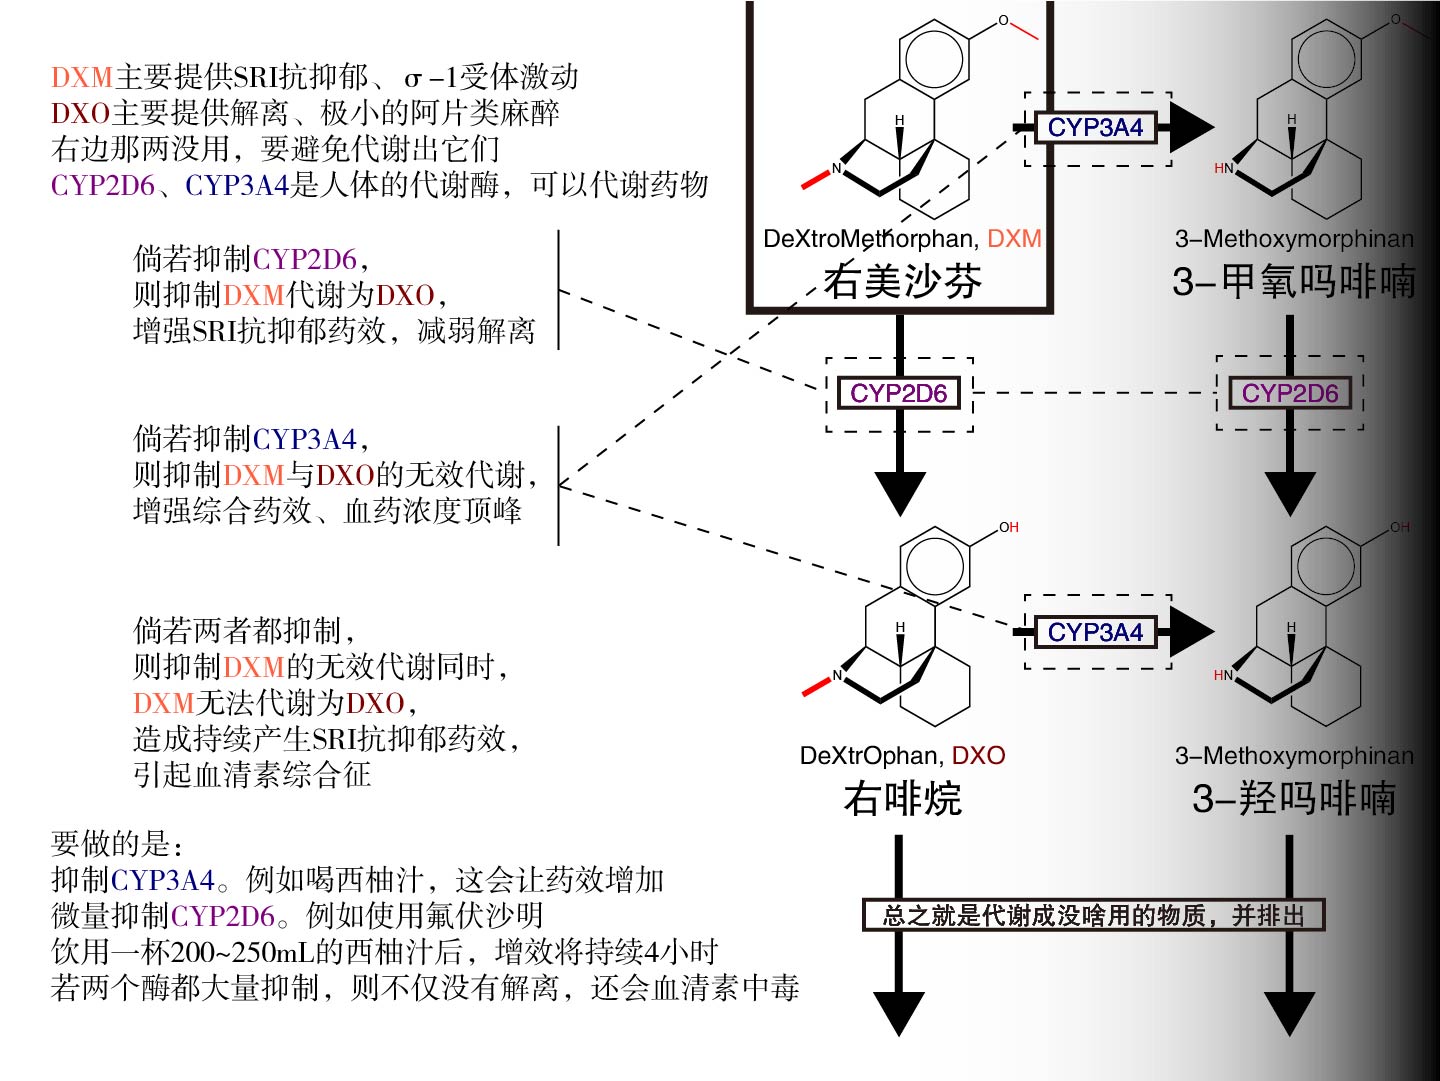 DXM主要提供SRI抗抑郁、σ-1受体激动
DXO主要提供解离、极小的阿片类麻醉
右边那两没用，要避免代谢出它们
CYP2D6、CYP3A4是人体的代谢酶，可以代谢药物
倘若抑制CYP2D6，
则抑制DXM代谢为DXO，
增强SRI抗抑郁药效，减弱解离
倘若抑制CYP3A4，
则抑制DXM与DXO的无效代谢，
增强综合药效、血药浓度顶峰
倘若两者都抑制，
则抑制DXM的无效代谢同时，
DXM无法代谢为DXO，
造成持续产生SRI抗抑郁药效，
引起血清素综合征
要做的是：
抑制CYP3A4。例如喝西柚汁，这会让药效增加
微量抑制CYP2D6。例如使用氟伏沙明
饮用一杯200~250mL的西柚汁后，增效将持续4小时
若两个酶都大量抑制，则不仅没有解离，还会血清素中毒
O
H
N
DeXtroMethorphan, DXM
右美沙芬
CYP3A4
O
H
HN
3-Methoxymorphinan
3-甲氧吗啡喃
CYP2D6
CYP2D6
OH
H
N
DeXtrOphan, DXO
右啡烷
CYP3A4
OH
H
HN
3-Methoxymorphinan
3-羟吗啡喃
总之就是代谢成没啥用的物质，并排出